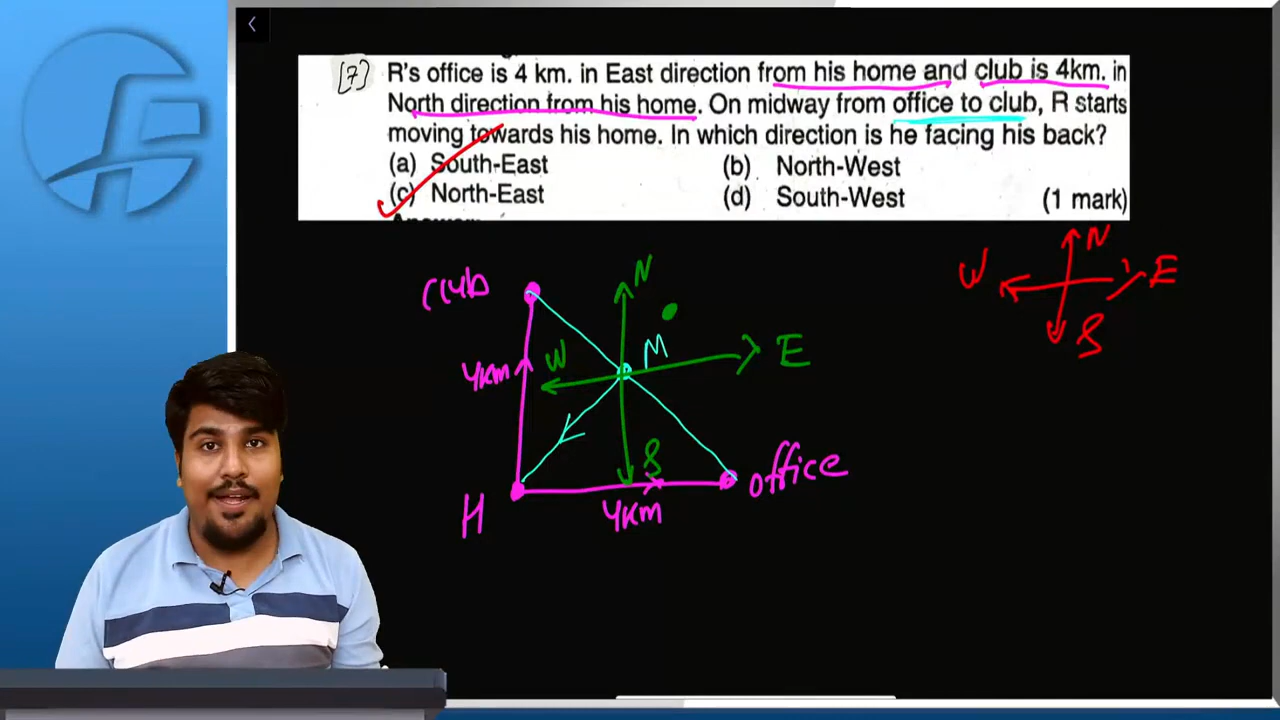 [7] R's office is 4 km. in East direction from his home and club is 4km. in
North direction from his home. On midway from office to club, R starts
moving towards his home. In which direction is he facing his back?
(a) South-East (b) North-West
(c) North-East (d) South-West (1 mark)
N
W E
S
Club N
M
W E
4km
S
office
H 4km